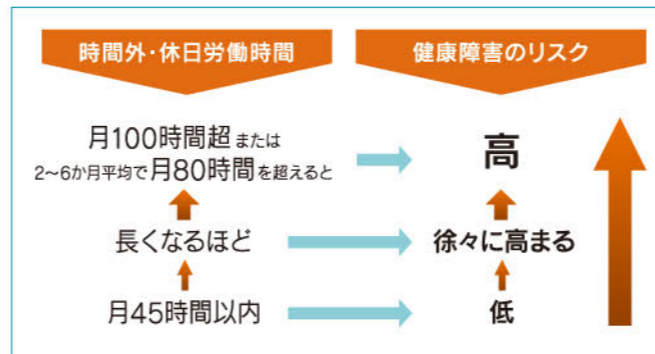 時間外・休日労働時間
健康障害のリスク
月100時間超 または
2〜6か月平均で 月80時間 を超えると
高
長くなるほど
徐々に高まる
月45時間以内
低